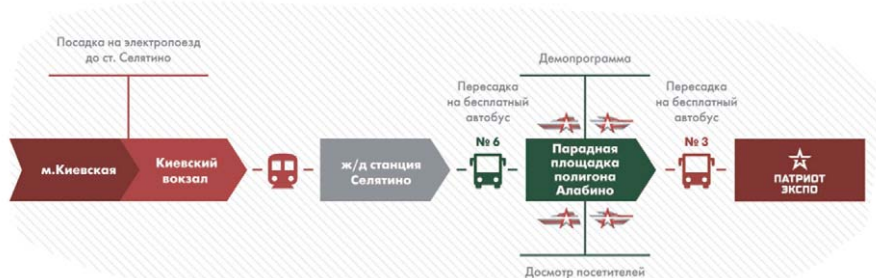 Посадка на электропоезд
до ст. Селятино
Демопрограмма
Пересадка
на бесплатный
автобус
Пересадка
на бесплатный
автобус
м.Киевская
Киевский
вокзал
ж/д станция
Селятино
№ 6
Парадная
площадка
полигона
Алабино
№ 3
ПАТРИОТ
ЭКСПО
Досмотр посетителей